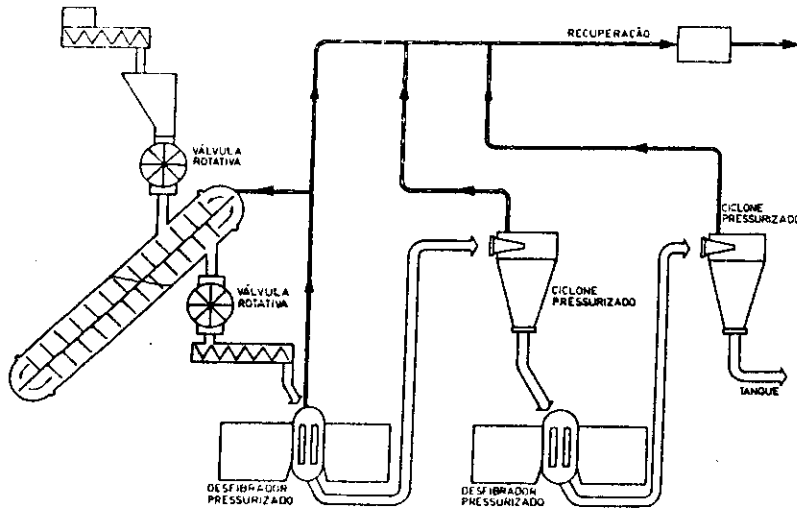 RECUPERAÇÃO
VÁLVULA
ROTATIVA
CICLONE
PRESSURIZADO
VÁLVULA
ROTATIVA
CICLONE
PRESSURIZADO
TANQUE
DESFIBRADOR
PRESSURIZADO
DESFIBRADOR
PRESSURIZADO